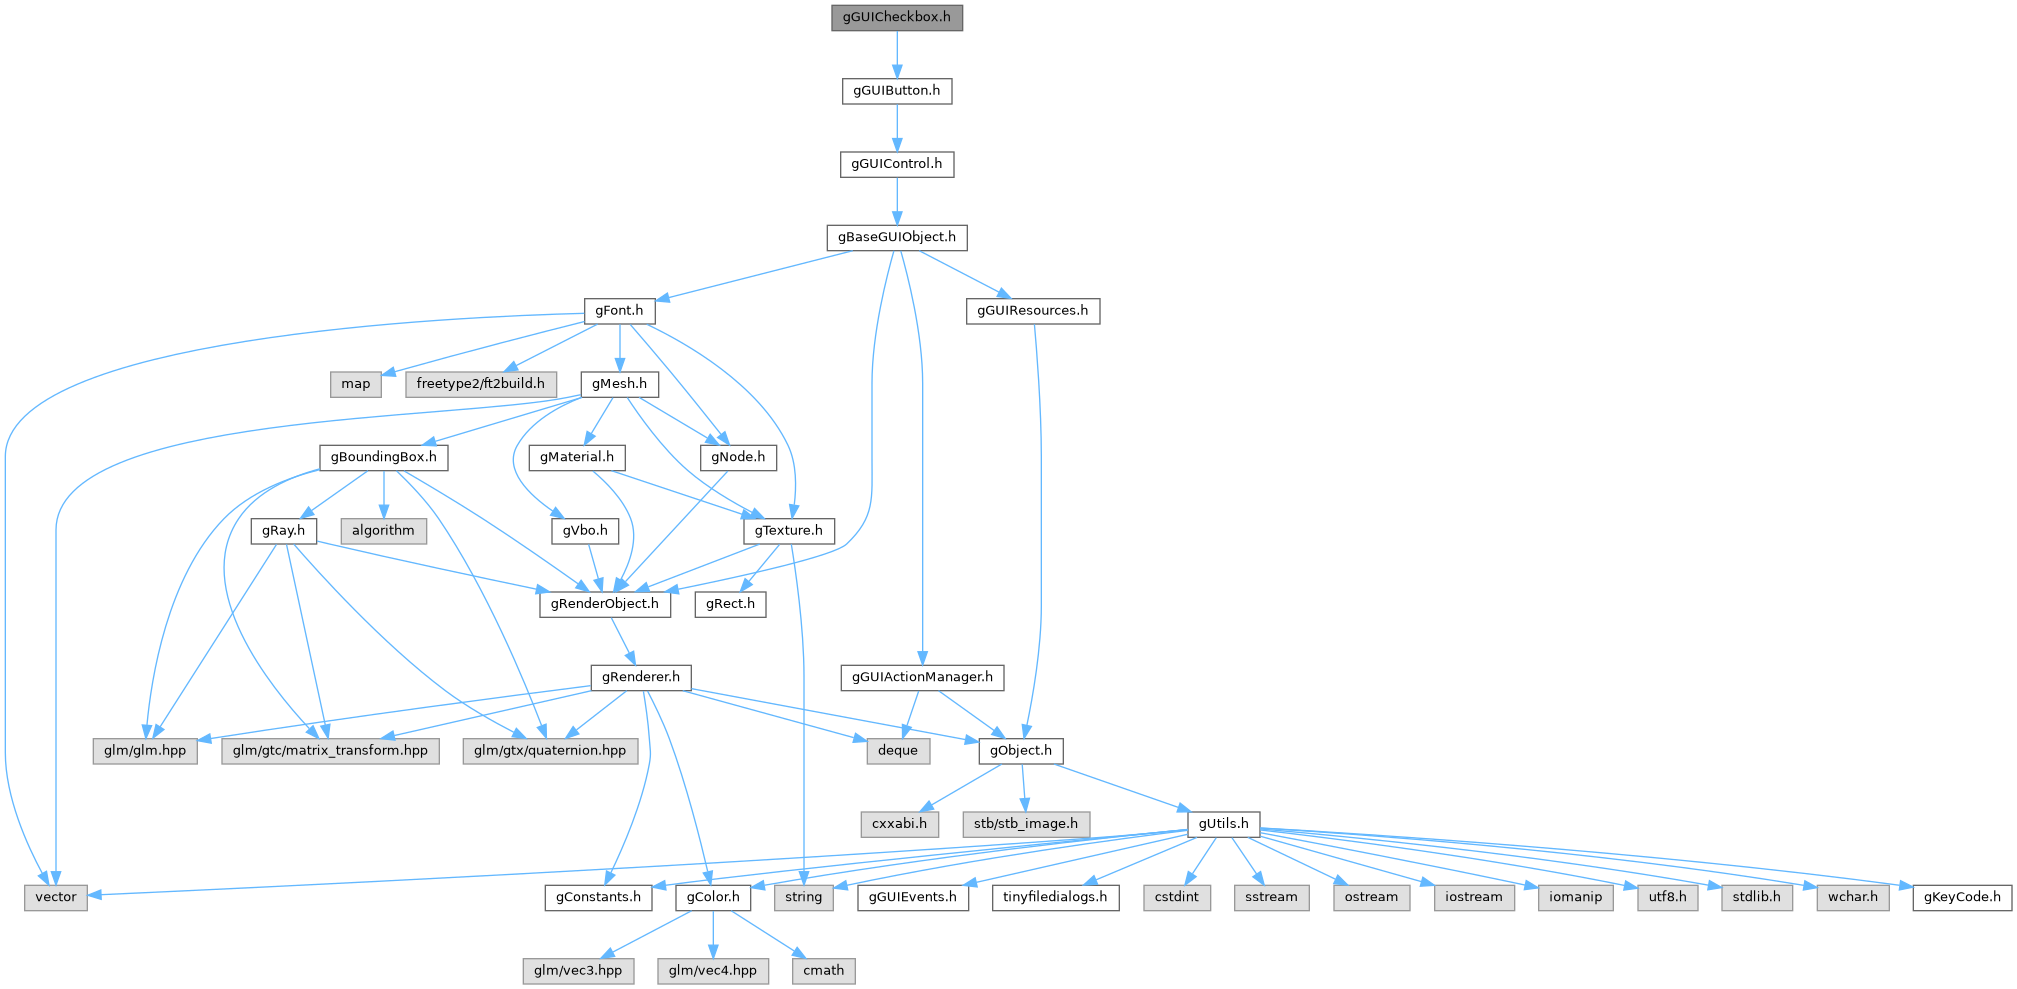 gGUICheckbox.h
gGUIButton.h
gGUIControl.h
gBaseGUIObject.h
gFont.h
gGUIResources.h
map
freetype2/ft2build.h
gMesh.h
gBoundingBox.h
gMaterial.h
gNode.h
gRay.h
algorithm
gVbo.h
gTexture.h
gRenderObject.h
gRect.h
gRenderer.h
gGUIActionManager.h
glm/glm.hpp
glm/gtc/matrix_transform.hpp
glm/gtx/quaternion.hpp
deque
gObject.h
cxxabi.h
stb/stb_image.h
gUtils.h
vector
gConstants.h
gColor.h
string
gGUIEvents.h
tinyfiledialogs.h
cstdint
sstream
ostream
iostream
iomanip
utf8.h
stdlib.h
wchar.h
gKeyCode.h
glm/vec3.hpp
glm/vec4.hpp
cmath